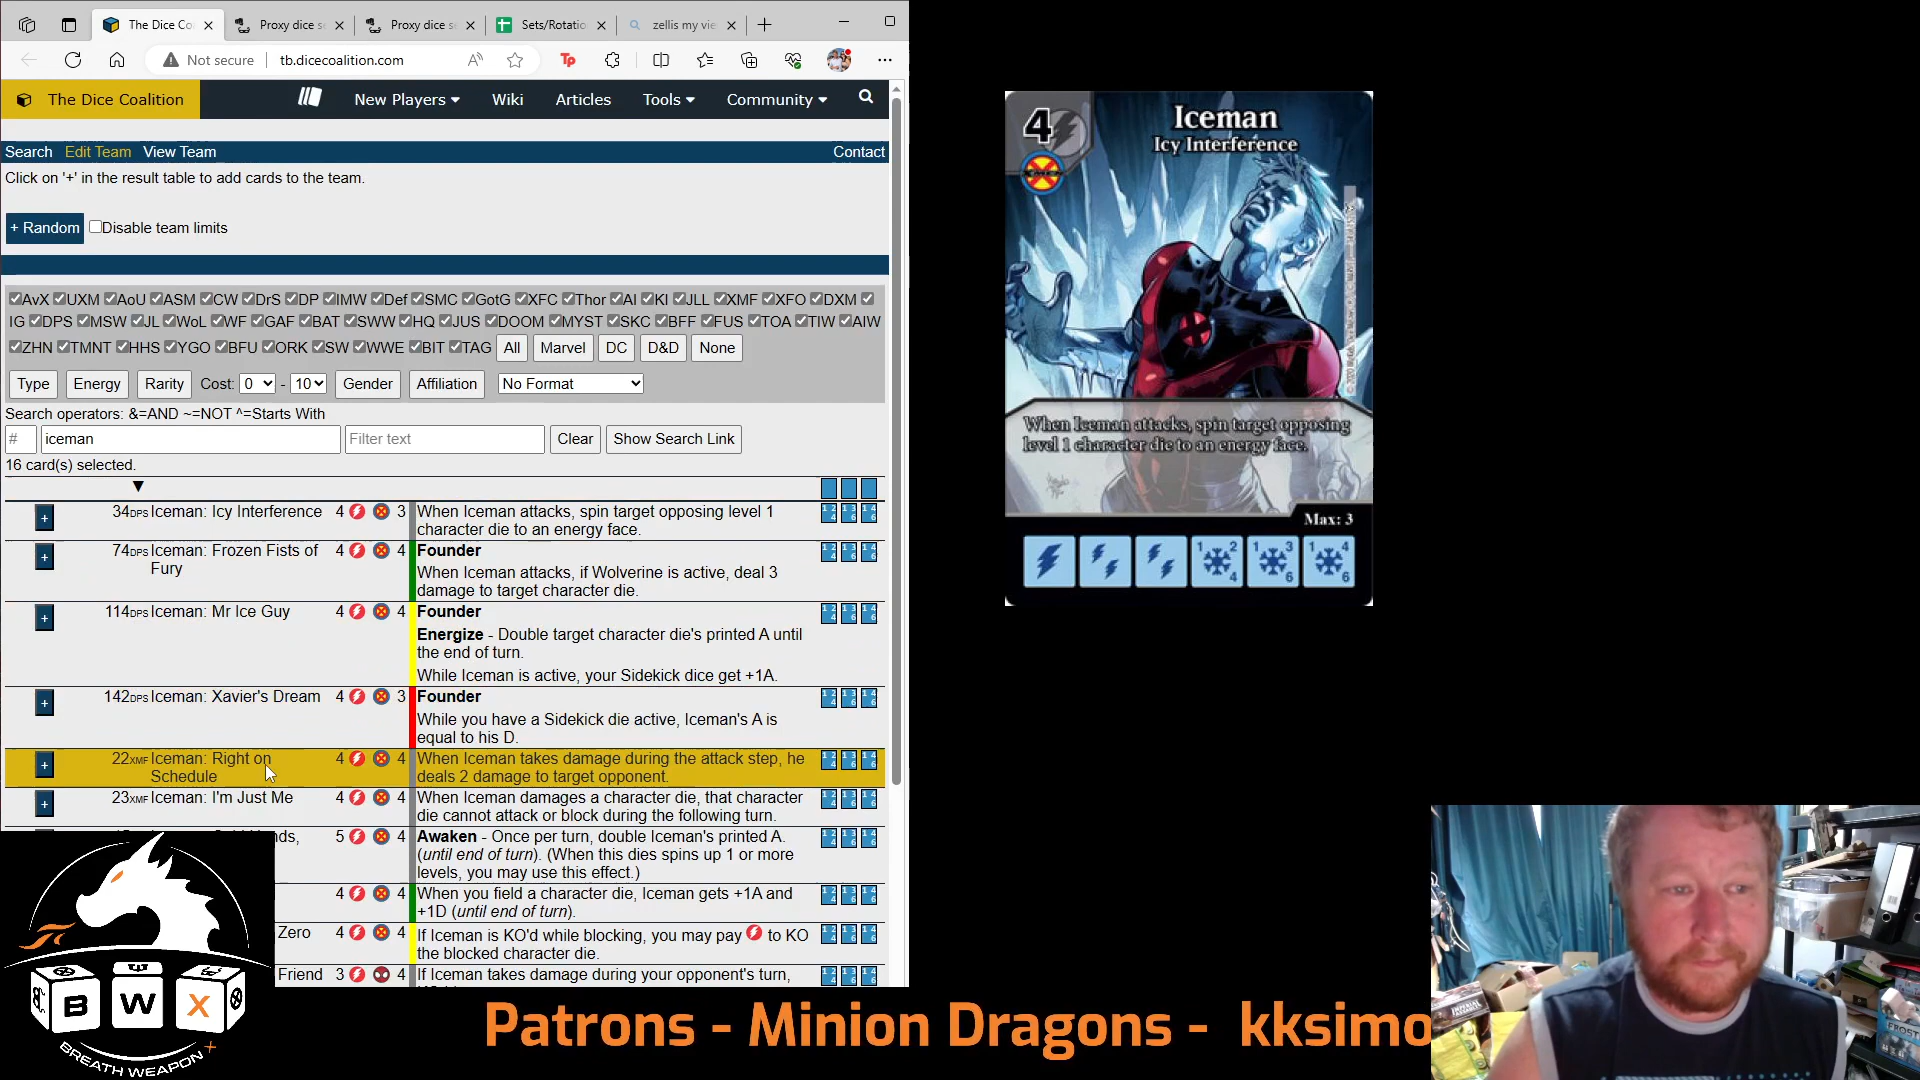 The Dice Co
Proxy dice s
Proxy dice s
Sets/Rotatio
zellis my vie
Not secure
tb.dicecoalition.com
The Dice Coalition
New Players
Wiki
Articles
Tools
Community
Search
Edit Team
View Team
Contact
Click on '+' in the result table to add cards to the team.
+ Random
Disable team limits
AvX UXM AoU ASM CW DrS DP IMW Def SMC GotG XFC Thor AI KI JLL XMF XFO DXM
IG DPS MSW JL WoL WF GAF BAT SWW HQ JUS DOOM MYST SKC BFF FUS TOA TIW AIW
ZHN TMNT HHS YGO BFU ORK SW WWE BIT TAG All Marvel DC D&D None
Type Energy Rarity Cost: 0 - 10 Gender Affiliation No Format
Search operators: &=AND ~=NOT ^=Starts With
# iceman Filter text Clear Show Search Link
16 card(s) selected.
+ 34DPS Iceman: Icy Interference 4 3 When Iceman attacks, spin target opposing level 1
character die to an energy face.
+ 74DPS Iceman: Frozen Fists of 4 4 Founder
Fury
When Iceman attacks, if Wolverine is active, deal 3
damage to target character die.
+ 114DPS Iceman: Mr Ice Guy 4 4 Founder
Energize - Double target character die's printed A until
the end of turn.
While Iceman is active, your Sidekick dice get +1A.
+ 142DPS Iceman: Xavier's Dream 4 3 Founder
While you have a Sidekick die active, Iceman's A is
equal to his D.
+ 22XMF Iceman: Right on 4 4 When Iceman takes damage during the attack step, he
Schedule deals 2 damage to target opponent.
+ 23XMF Iceman: I'm Just Me 4 4 When Iceman damages a character die, that character
die cannot attack or block during the following turn.
5 4 Awaken - Once per turn, double Iceman's printed A.
(until end of turn). (When this dies spins up 1 or more
levels, you may use this effect.)
4 4 When you field a character die, Iceman gets +1A and
+1D (until end of turn).
Zero 4 4 If Iceman is KO'd while blocking, you may pay to KO
the blocked character die.
Friend 3 4 If Iceman takes damage during your opponent's turn,
4
Iceman
Icy Interference
X-MEN
When Iceman attacks, spin target opposing
level 1 character die to an energy face.
Max: 3
1 2 4
1 3 6
1 4 6
B W X
BREATH WEAPON X
Patrons - Minion Dragons - kksimo